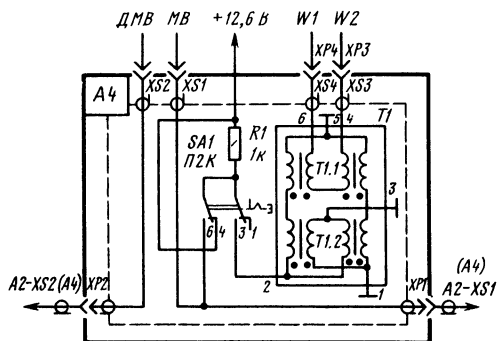 ДМВ МВ +12,6 В W1 W2
XP4 XP3
A4 XS2 XS1 XS4 XS3
6 5 4 T1
SA1 R1
П2К 1к
T1.1
3
6 4 3 1
T1.2
2 1
A2-XS2(A4) XP2 XP1 (A4)
A2-XS1